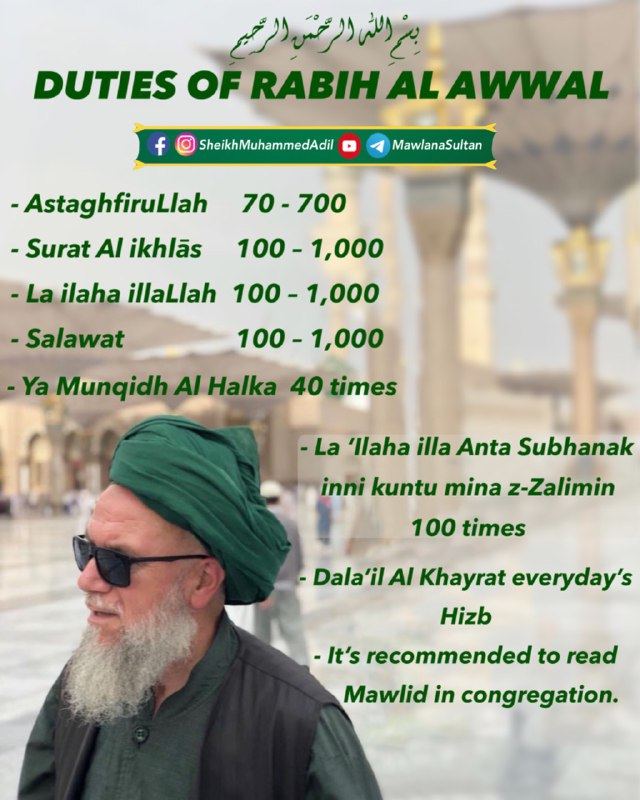 بِسْمِ اللهِ الرَّحْمَنِ الرَّحِيمِ
DUTIES OF RABIH AL AWWAL
SheikhMuhammedAdil MawlanaSultan
- AstaghfiruLlah 70 - 700
- Surat Al ikhlās 100 – 1,000
- La ilaha illaLlah 100 – 1,000
- Salawat 100 – 1,000
- Ya Munqidh Al Halka 40 times
- La ‘Ilaha illa Anta Subhanak
inni kuntu mina z-Zalimin
100 times
- Dala’il Al Khayrat everyday’s
Hizb
- It’s recommended to read
Mawlid in congregation.